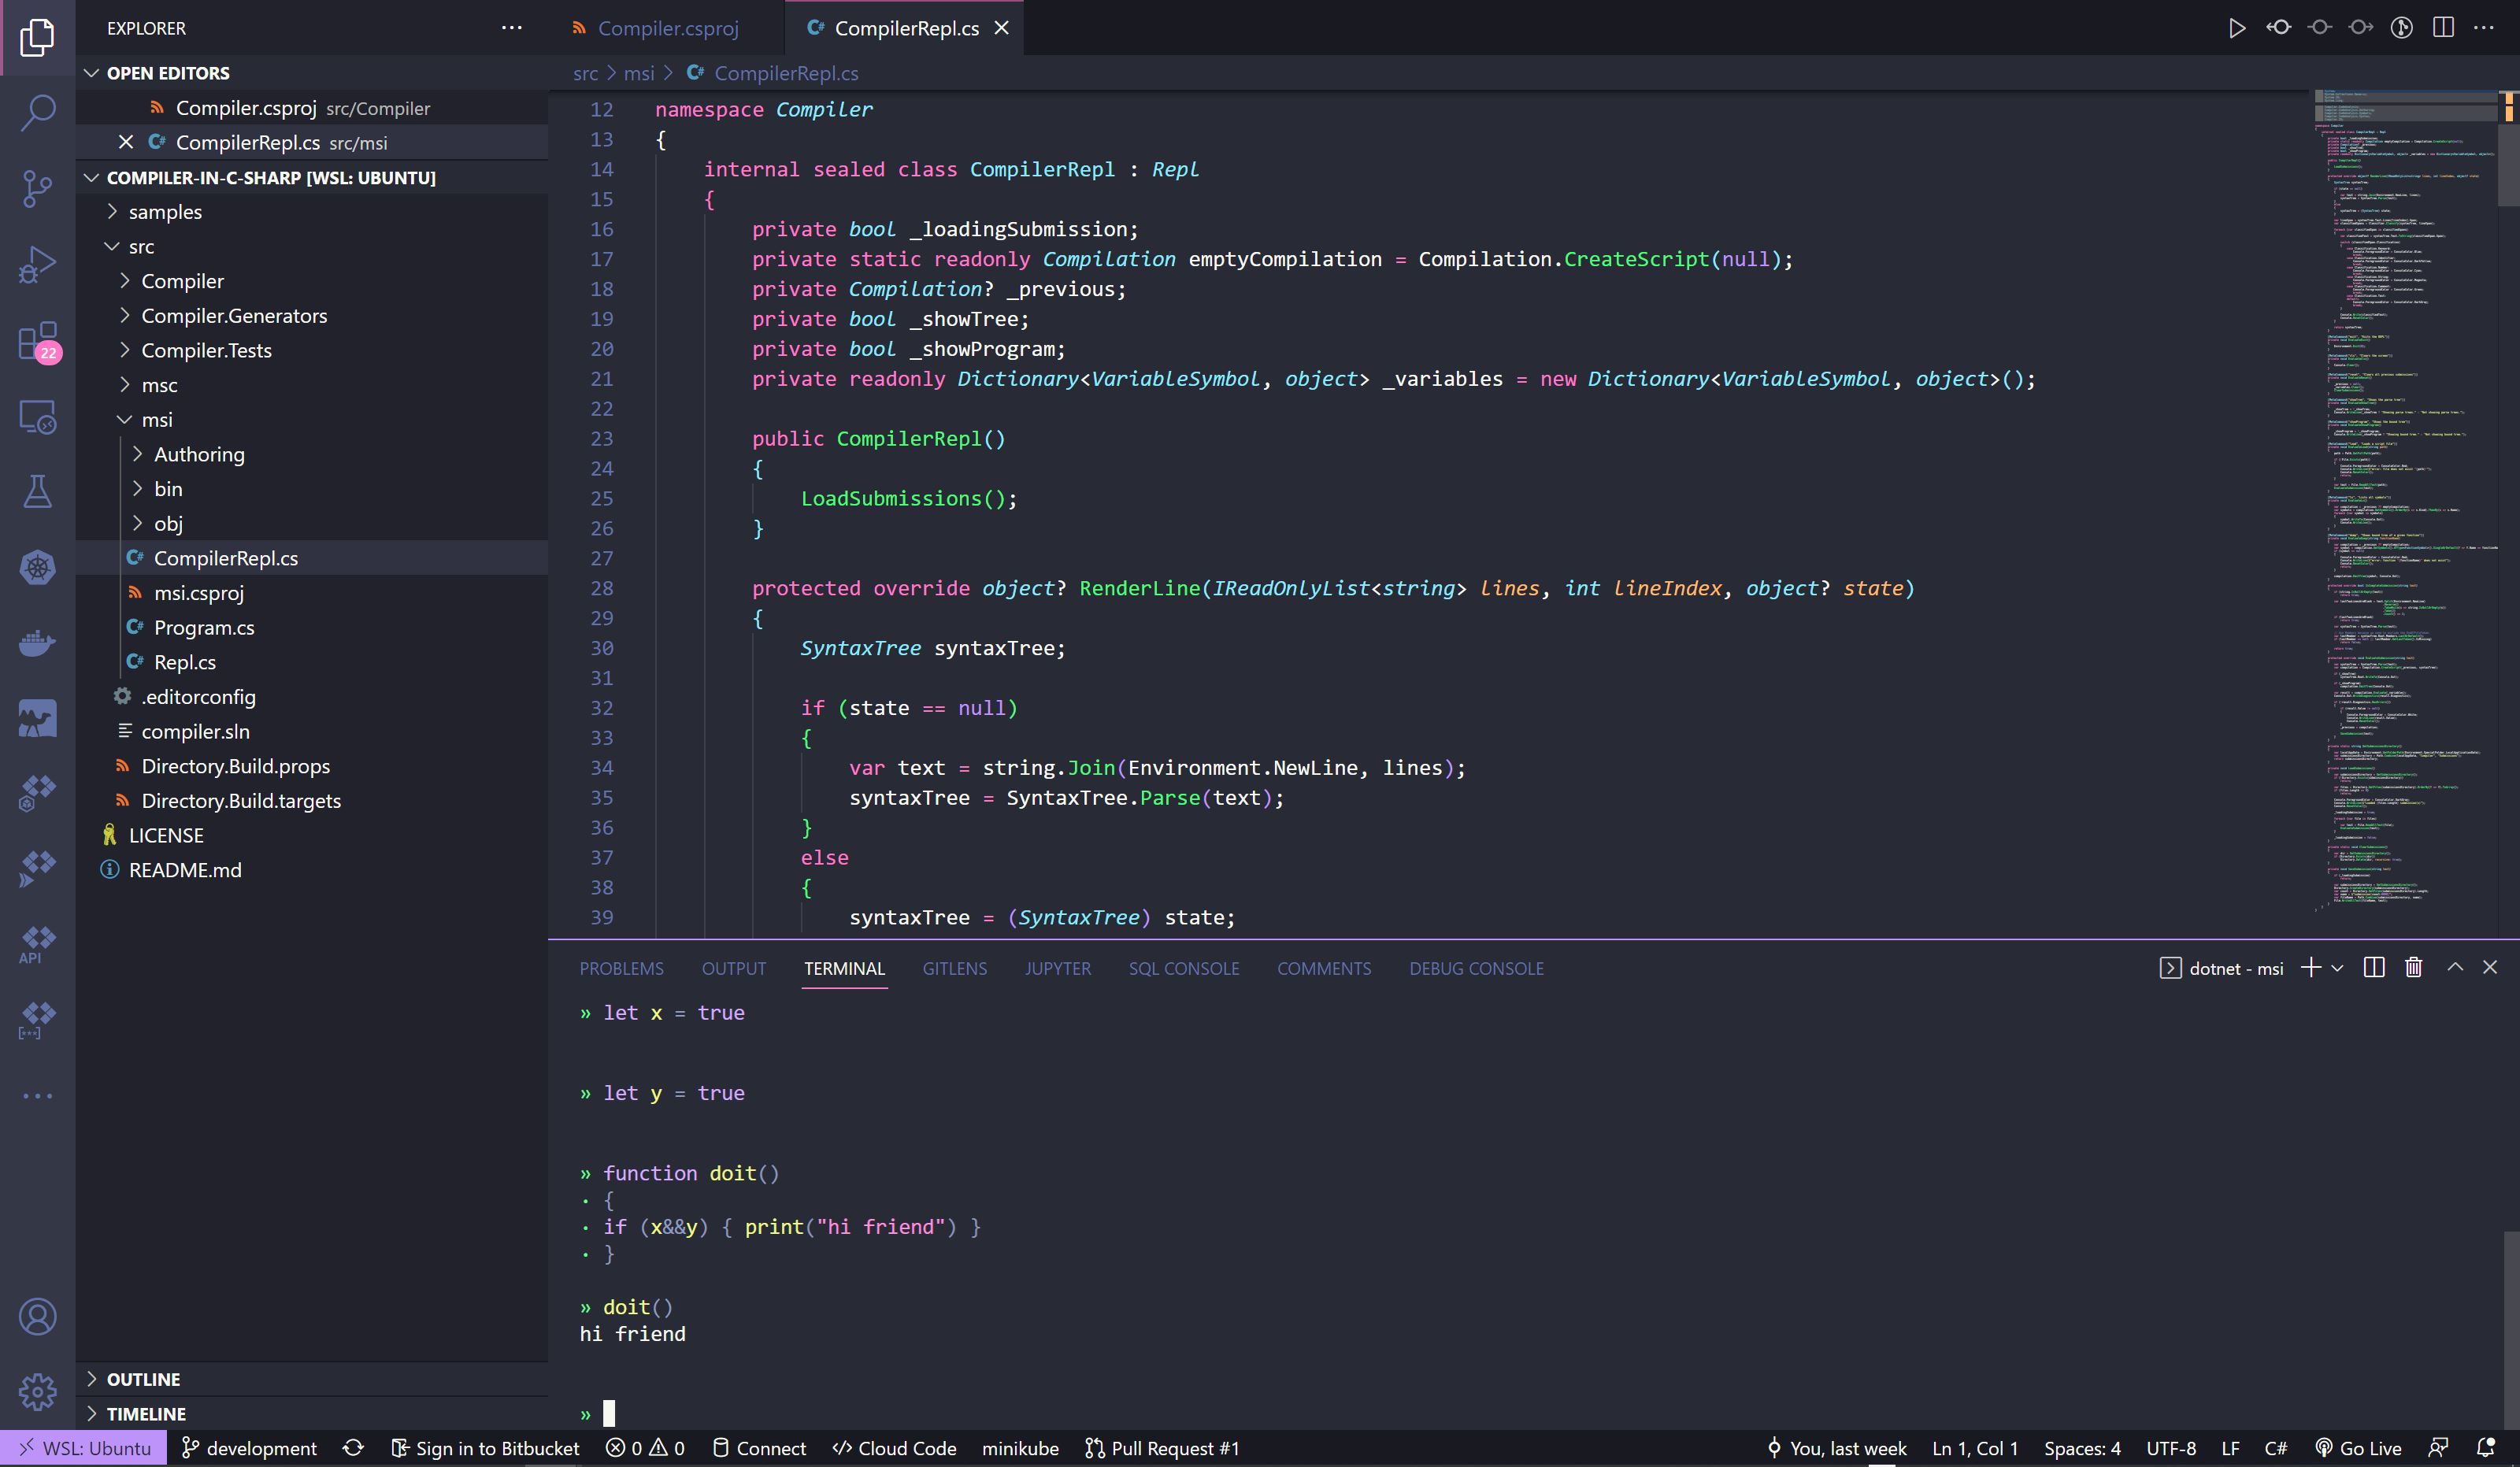 EXPLORER
Compiler.csproj
CompilerRepl.cs
OPEN EDITORS
Compiler.csproj src/Compiler
CompilerRepl.cs src/msi
COMPILER-IN-C-SHARP [WSL: UBUNTU]
samples
src
Compiler
Compiler.Generators
Compiler.Tests
msc
msi
Authoring
bin
obj
CompilerRepl.cs
msi.csproj
Program.cs
Repl.cs
.editorconfig
compiler.sln
Directory.Build.props
Directory.Build.targets
LICENSE
README.md
OUTLINE
TIMELINE
22
API
src > msi > CompilerRepl.cs
12 namespace Compiler
13 {
14 internal sealed class CompilerRepl : Repl
15 {
16 private bool _loadingSubmission;
17 private static readonly Compilation emptyCompilation = Compilation.CreateScript(null);
18 private Compilation? _previous;
19 private bool _showTree;
20 private bool _showProgram;
21 private readonly Dictionary<VariableSymbol, object> _variables = new Dictionary<VariableSymbol, object>();
22
23 public CompilerRepl()
24 {
25 LoadSubmissions();
26 }
27
28 protected override object? RenderLine(IReadOnlyList<string> lines, int lineIndex, object? state)
29 {
30 SyntaxTree syntaxTree;
31
32 if (state == null)
33 {
34 var text = string.Join(Environment.NewLine, lines);
35 syntaxTree = SyntaxTree.Parse(text);
36 }
37 else
38 {
39 syntaxTree = (SyntaxTree) state;
PROBLEMS OUTPUT TERMINAL GITLENS JUPYTER SQL CONSOLE COMMENTS DEBUG CONSOLE
dotnet - msi
» let x = true
» let y = true
» function doit()
· {
· if (x&&y) { print("hi friend") }
· }
» doit()
hi friend
»
WSL: Ubuntu development Sign in to Bitbucket 0 0 Connect Cloud Code minikube Pull Request #1 You, last week Ln 1, Col 1 Spaces: 4 UTF-8 LF C# Go Live